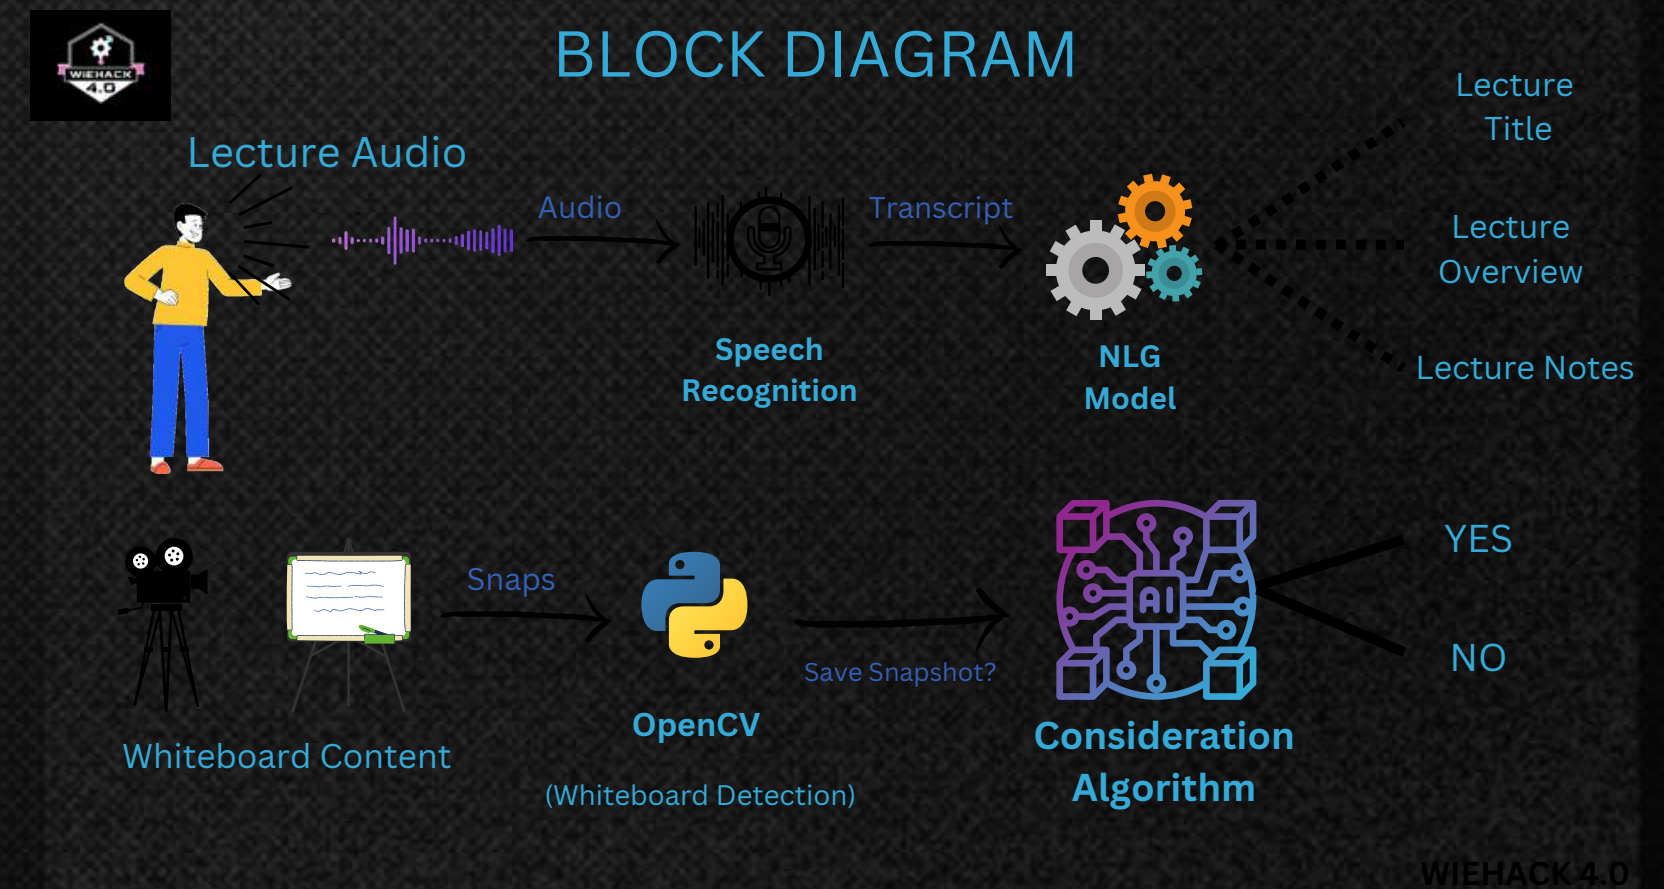 WIEHACK
4.0
BLOCK DIAGRAM
Lecture Audio
Audio
Transcript
Speech
Recognition
NLG
Model
Lecture
Title
Lecture
Overview
Lecture Notes
Whiteboard Content
Snaps
OpenCV
(Whiteboard Detection)
Save Snapshot?
AI
Consideration
Algorithm
YES
NO
WIEHACK 4.0